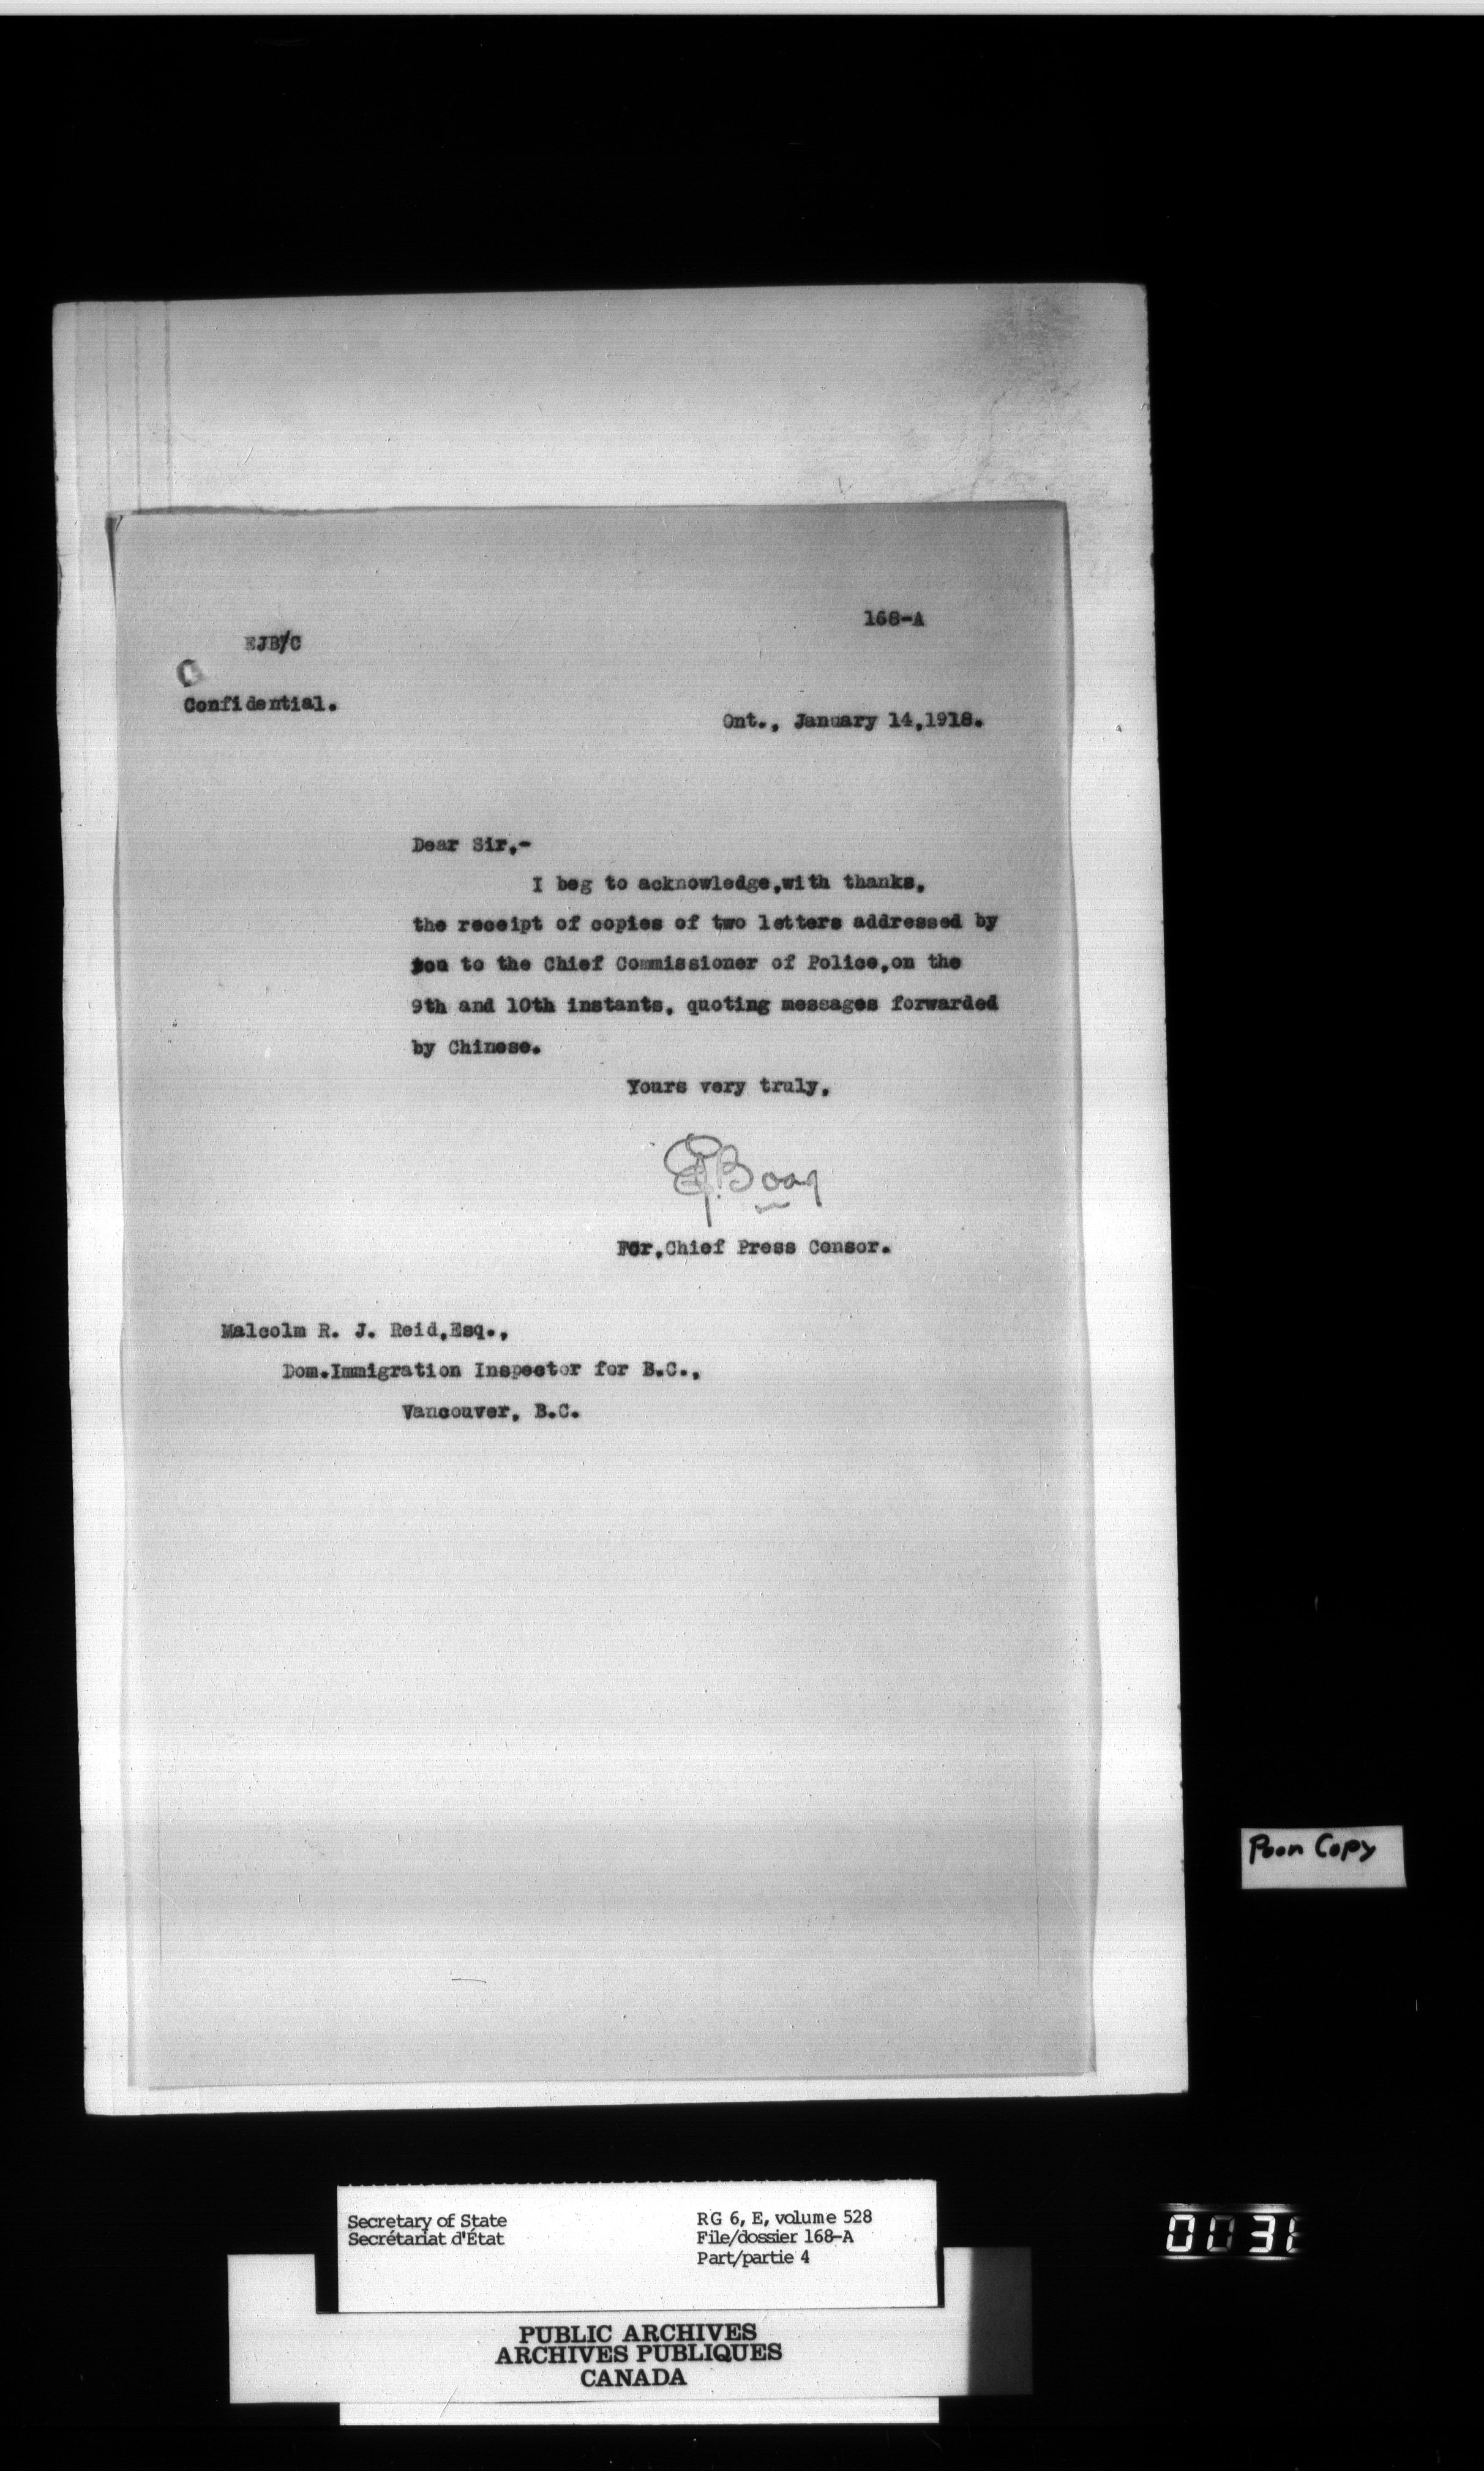 168-A
EJB/C
Confidential.
Ont., January 14,1918.
Dear Sir,-
I beg to acknowledge,with thanks,
the receipt of copies of two letters addressed by
you to the Chief Commissioner of Police,on the
9th and 10th instants, quoting messages forwarded
by Chinese.
Yours very truly,
EJBoag
For,Chief Press Censor.
Malcolm R. J. Reid,Esq.,
Dom.Immigration Inspector for B.C.,
Vancouver, B.C.
Poor Copy
Secretary of State
Secrétariat d'État
RG 6, E, volume 528
File/dossier 168-A
Part/partie 4
PUBLIC ARCHIVES
ARCHIVES PUBLIQUES
CANADA